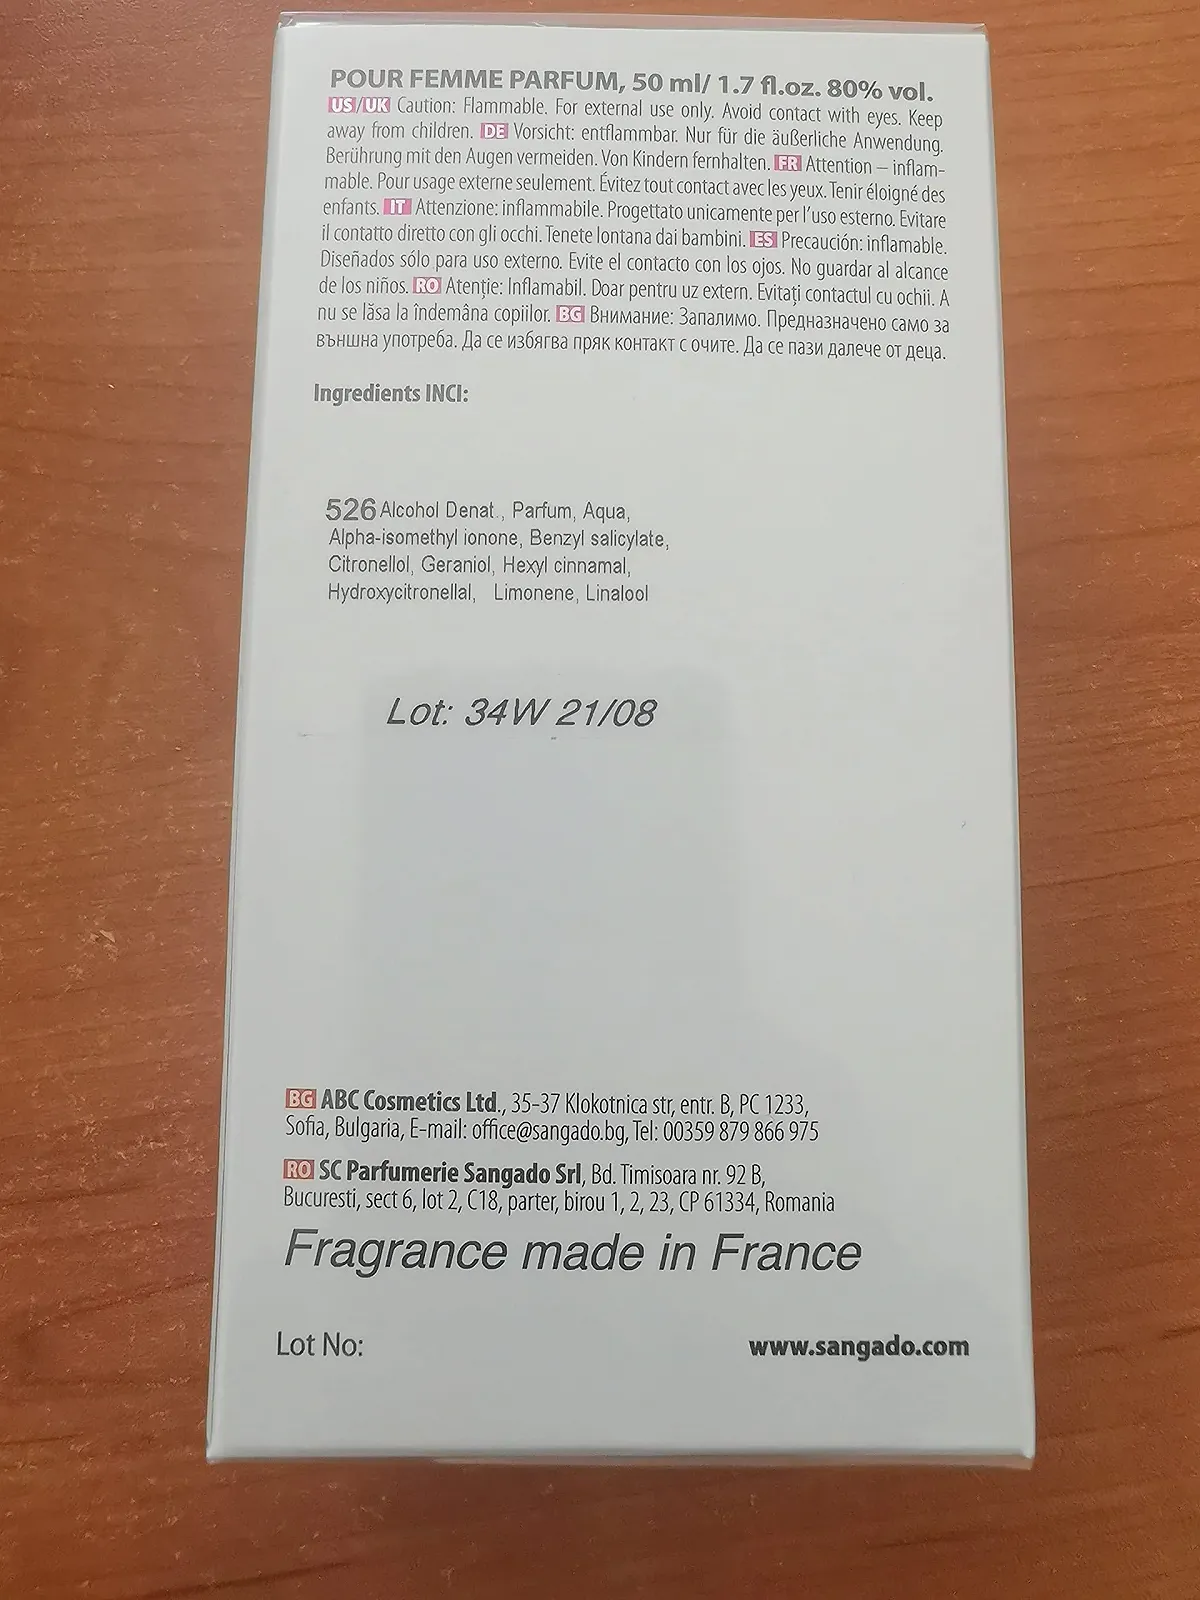 POUR FEMME PARFUM, 50 ml/ 1.7 fl.oz. 80% vol.
US/UK Caution: Flammable. For external use only. Avoid contact with eyes. Keep
away from children. DE Vorsicht: entflammbar. Nur für die äußerliche Anwendung.
Berührung mit den Augen vermeiden. Von Kindern fernhalten. FR Attention – inflam-
mable. Pour usage externe seulement. Évitez tout contact avec les yeux. Tenir éloigné des
enfants. IT Attenzione: inflammabile. Progettato unicamente per l'uso esterno. Evitare
il contatto diretto con gli occhi. Tenete lontana dai bambini. ES Precaución: inflamable.
Diseñados sólo para uso externo. Evite el contacto con los ojos. No guardar al alcance
de los niños. RO Atenție: Inflamabil. Doar pentru uz extern. Evitați contactul cu ochii. A
nu se lăsa la îndemâna copiilor. BG Внимание: Запалимо. Предназначено само за
външна употреба. Да се избягва пряк контакт с очите. Да се пази далече от деца.
Ingredients INCI:
526 Alcohol Denat., Parfum, Aqua,
Alpha-isomethyl ionone, Benzyl salicylate,
Citronellol, Geraniol, Hexyl cinnamal,
Hydroxycitronellal, Limonene, Linalool
Lot: 34W 21/08
BG ABC Cosmetics Ltd., 35-37 Klokotnica str, entr. B, PC 1233,
Sofia, Bulgaria, E-mail: office@sangado.bg, Tel: 00359 879 866 975
RO SC Parfumerie Sangado Srl, Bd. Timisoara nr. 92 B,
Bucuresti, sect 6, lot 2, C18, parter, birou 1, 2, 23, CP 61334, Romania
Fragrance made in France
Lot No:
www.sangado.com